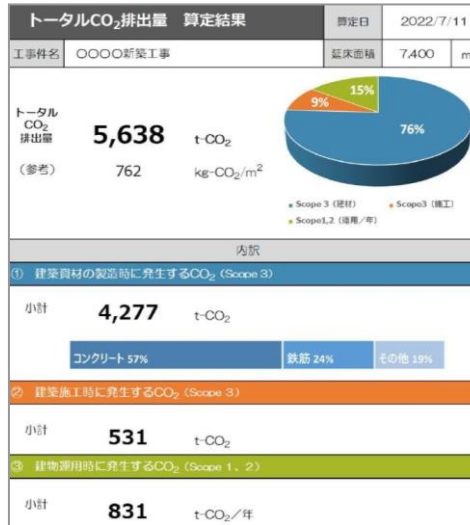 トータルCO₂排出量 算定結果 算定日 2022/7/11
工事件名 〇〇〇〇新築工事 延床面積 7,400 m
トータル
CO₂
排出量
5,638 t-CO₂
(参考) 762 kg-CO₂/m²
15%
9%
76%
Scope 3 (建材) Scope3 (施工)
Scope1,2 (運用/年)
内訳
① 建築資材の製造時に発生するCO₂ (Scope 3)
小計 4,277 t-CO₂
コンクリート 57% 鉄筋 24% その他 19%
② 建築施工時に発生するCO₂ (Scope 3)
小計 531 t-CO₂
③ 建物運用時に発生するCO₂ (Scope 1、2)
小計 831 t-CO₂/年